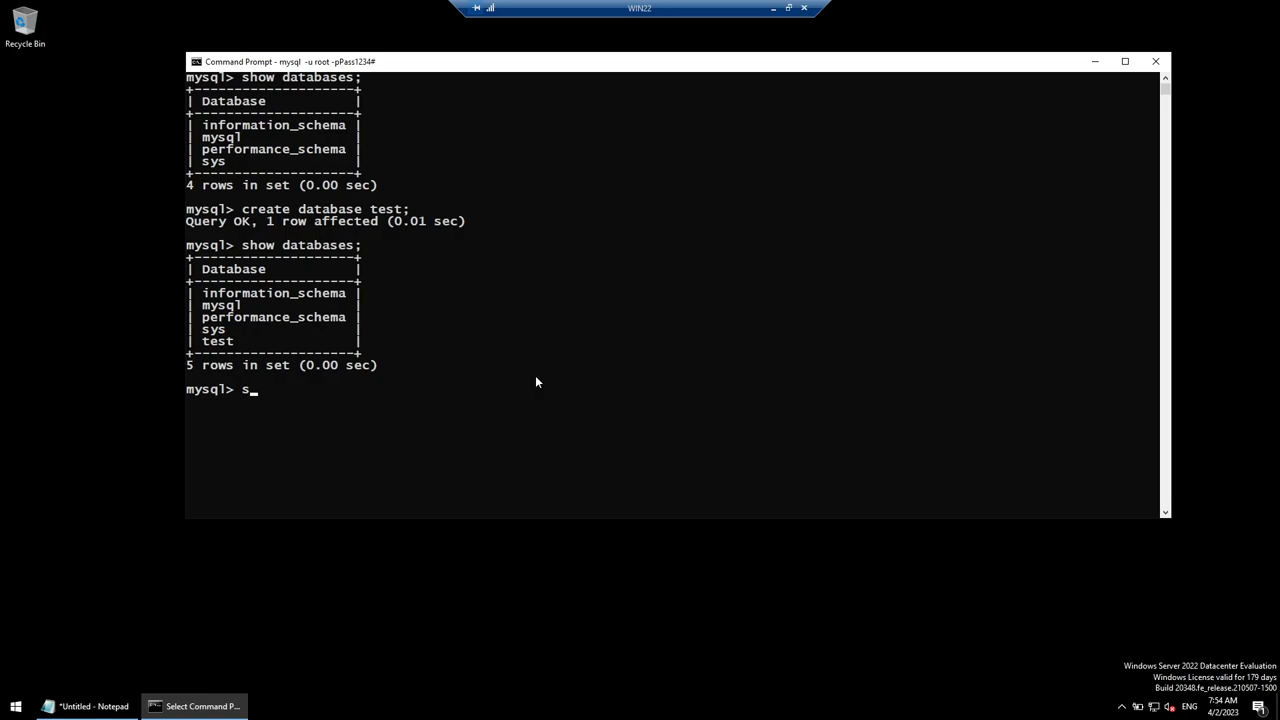 WIN22
Recycle Bin
Command Prompt - mysql  -u root -pPass1234#
mysql> show databases;
+--------------------+
| Database           |
+--------------------+
| information_schema |
| mysql              |
| performance_schema |
| sys                |
+--------------------+
4 rows in set (0.00 sec)
mysql> create database test;
Query OK, 1 row affected (0.01 sec)
mysql> show databases;
+--------------------+
| Database           |
+--------------------+
| information_schema |
| mysql              |
| performance_schema |
| sys                |
| test               |
+--------------------+
5 rows in set (0.00 sec)
mysql> s_
Windows Server 2022 Datacenter Evaluation
Windows License valid for 179 days
Build 20348.fe_release.210507-1500
*Untitled - Notepad
Select Command P...
ENG
7:54 AM
4/2/2023
1